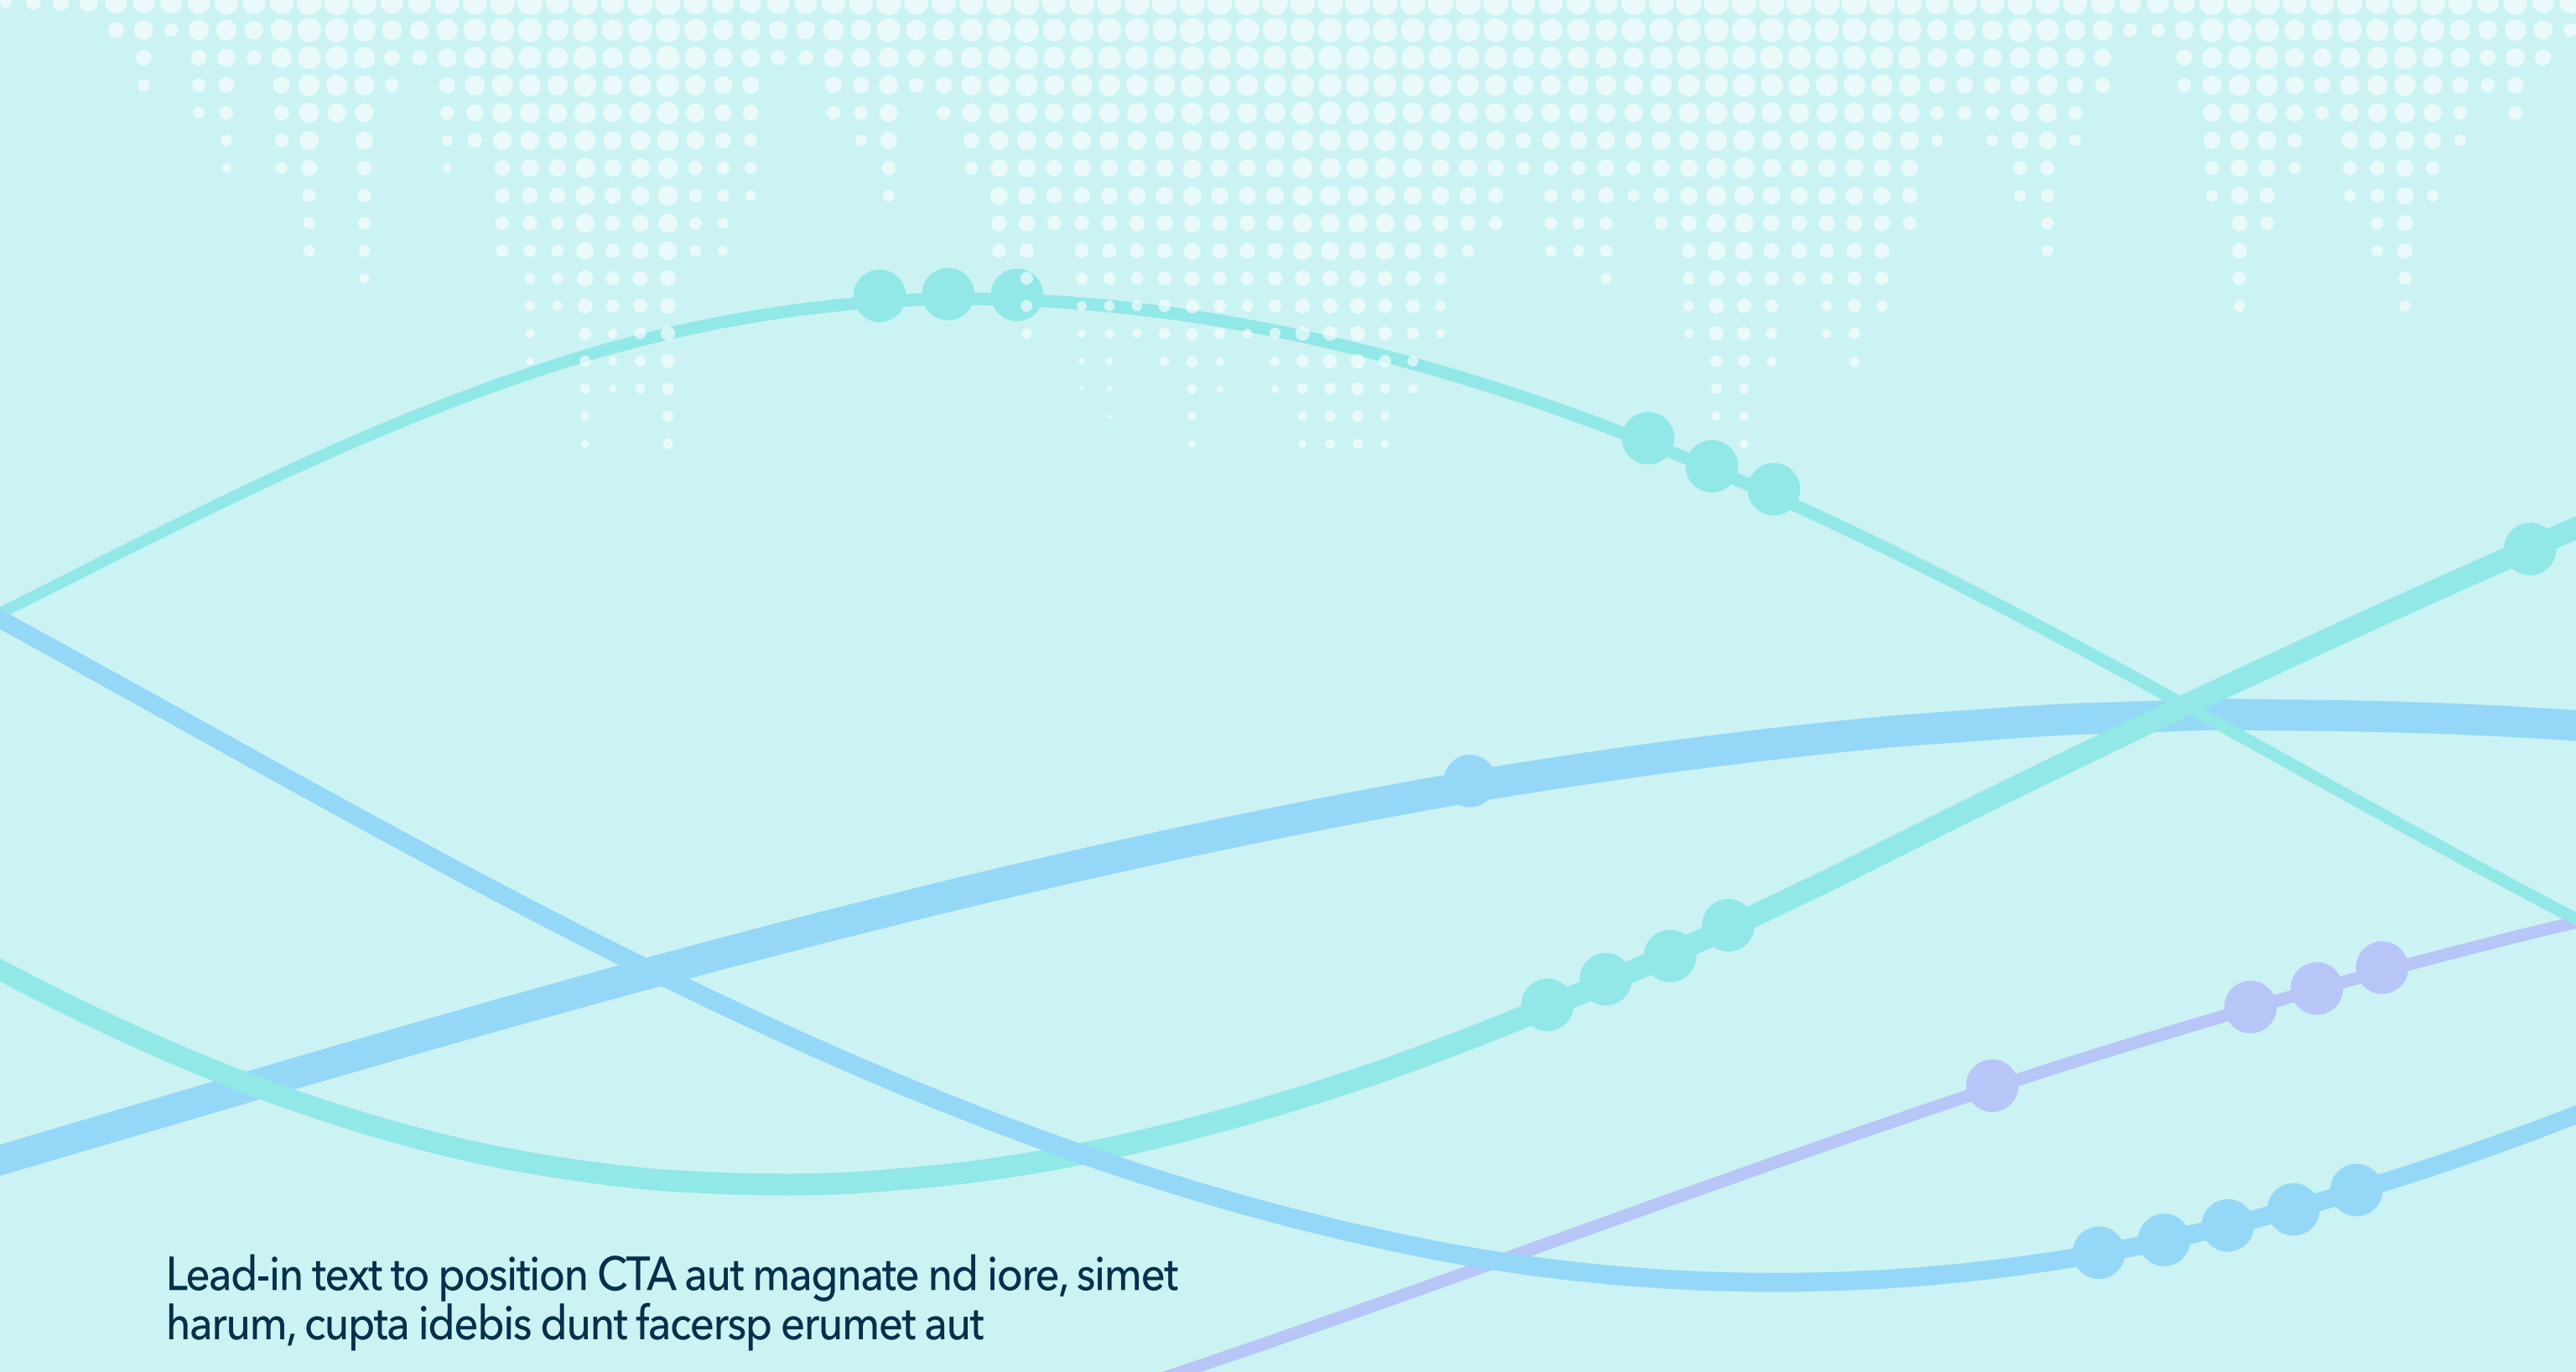 Lead-in text to position CTA aut magnate nd iore, simet
harum, cupta idebis dunt facersp erumet aut